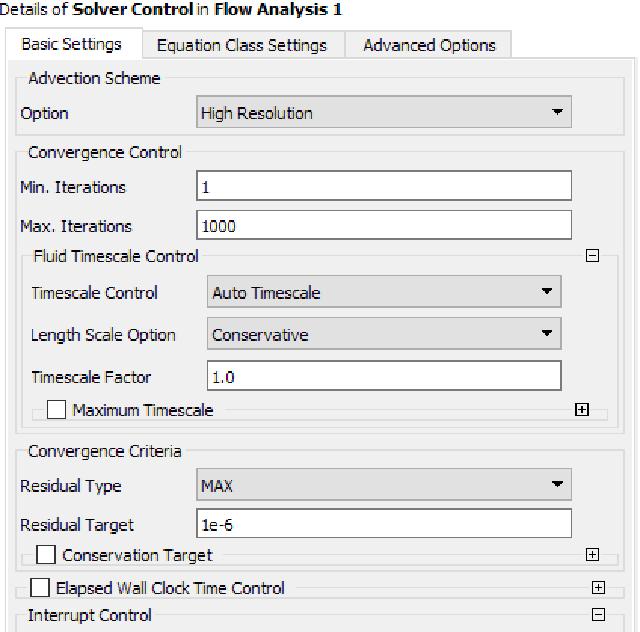 Details of Solver Control in Flow Analysis 1
Basic Settings Equation Class Settings Advanced Options
Advection Scheme
Option High Resolution
Convergence Control
Min. Iterations 1
Max. Iterations 1000
Fluid Timescale Control
Timescale Control Auto Timescale
Length Scale Option Conservative
Timescale Factor 1.0
Maximum Timescale
Convergence Criteria
Residual Type MAX
Residual Target 1e-6
Conservation Target
Elapsed Wall Clock Time Control
Interrupt Control